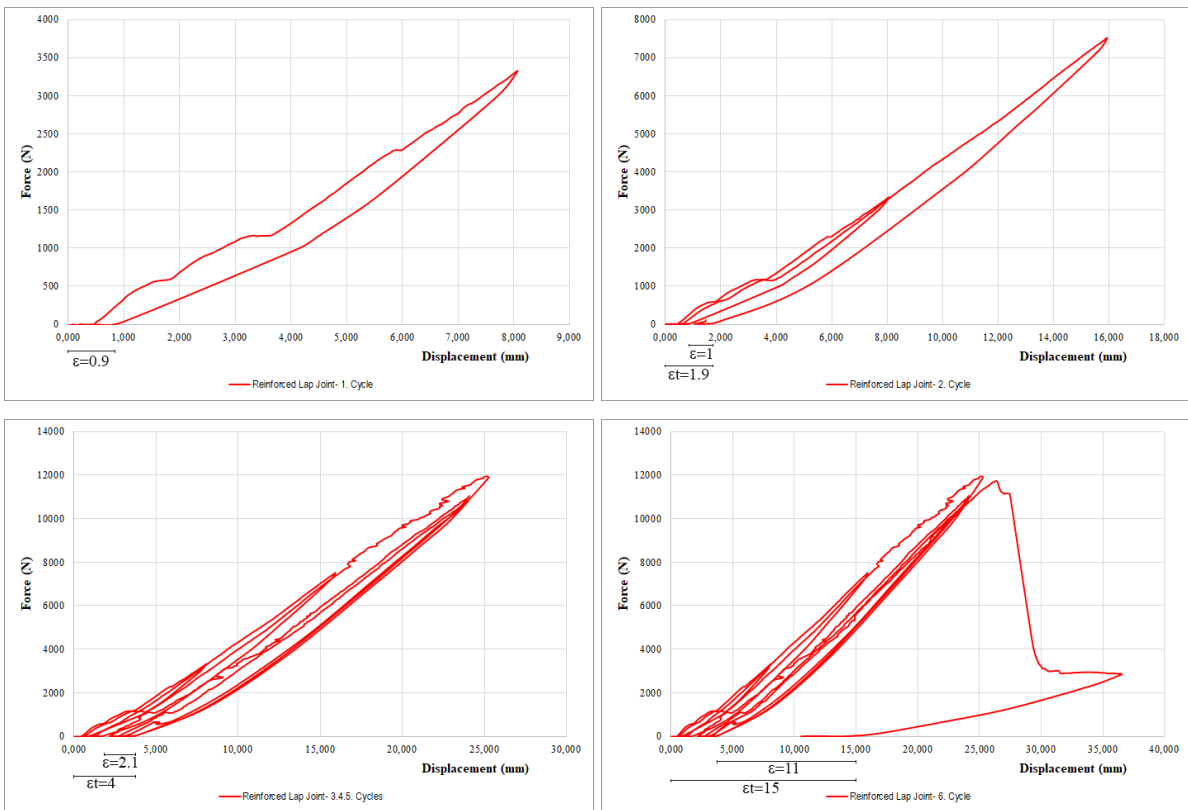 4000
3500
3000
2500
1500
1000
500
0
Force (N)
0,000 1,000 2,000 3,000 4,000 5,000 6,000 7,000 8,000 9,000
Displacement (mm)
ε=0.9
Reinforced Lap Joint- 1. Cycle
8000
7000
6000
5000
3000
2000
1000
0
Force (N)
0,000 2,000 4,000 6,000 8,000 10,000 12,000 14,000 16,000 18,000
Displacement (mm)
ε=1
εt=1.9
Reinforced Lap Joint- 2. Cycle
14000
12000
10000
8000
6000
4000
2000
0
Force (N)
0,000 5,000 10,000 15,000 20,000 25,000 30,000
Displacement (mm)
ε=2.1
εt=4
Reinforced Lap Joint- 3.4.5. Cycles
14000
12000
10000
8000
6000
4000
2000
0
Force (N)
0,000 5,000 10,000 15,000 20,000 25,000 30,000 35,000 40,000
Displacement (mm)
ε=11
εt=15
Reinforced Lap Joint- 6. Cycle